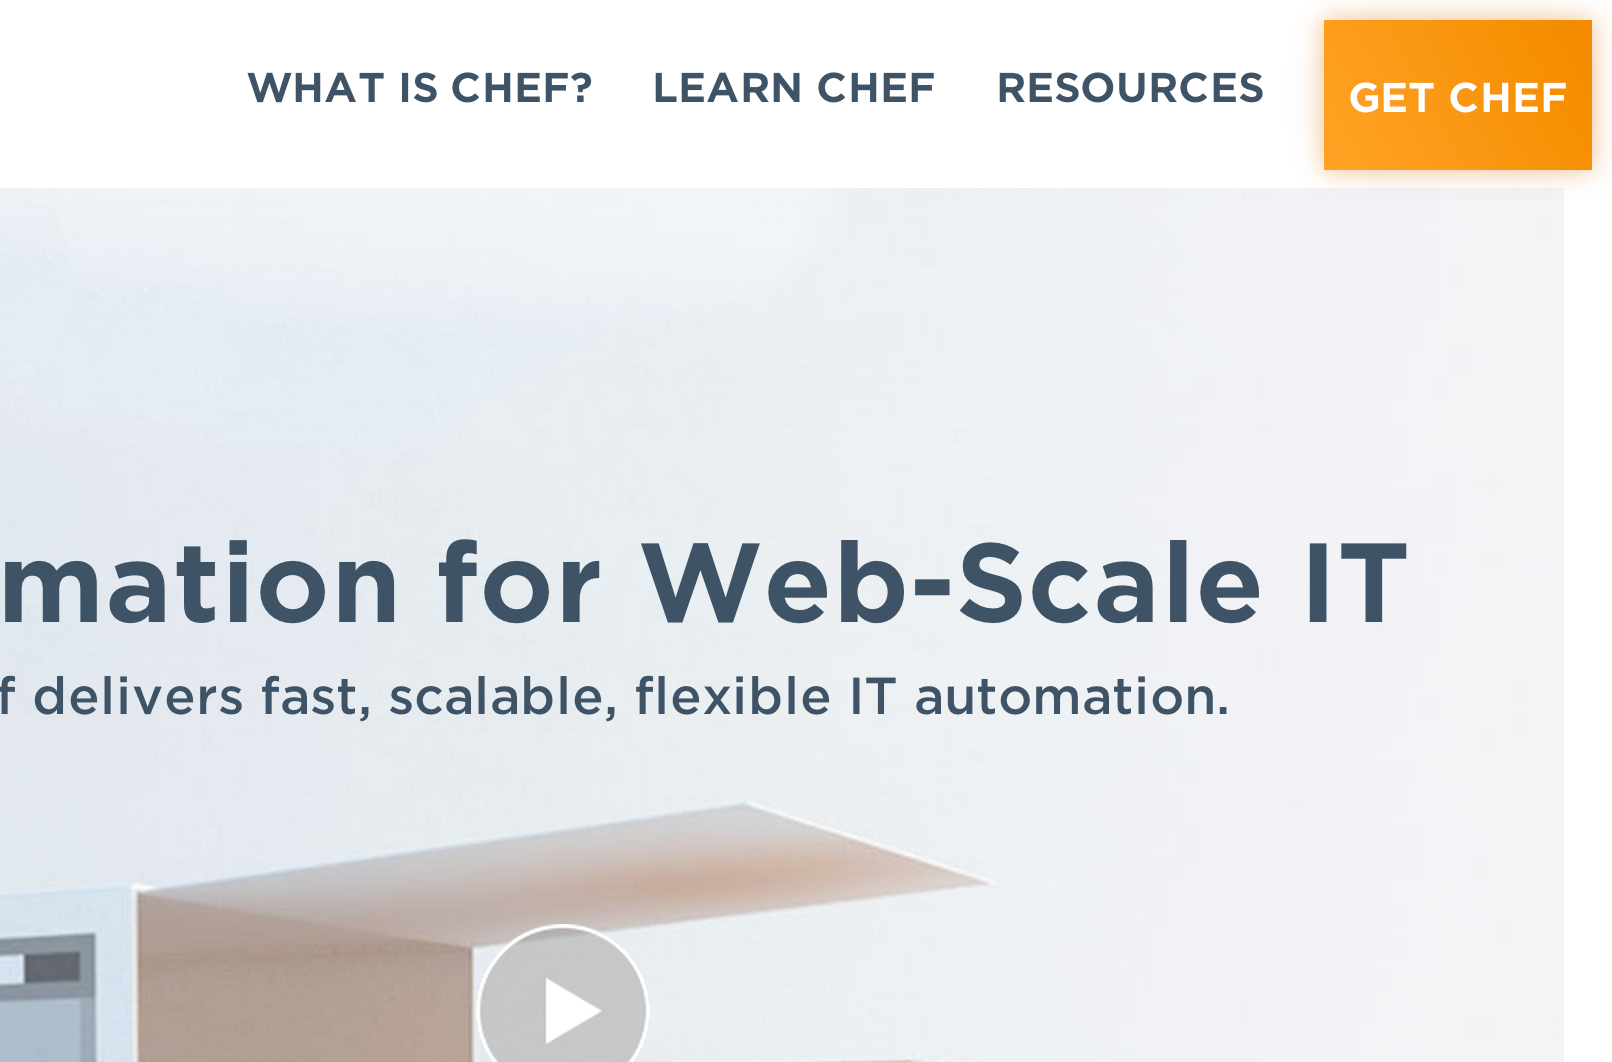 WHAT IS CHEF? LEARN CHEF RESOURCES GET CHEF
mation for Web-Scale IT
f delivers fast, scalable, flexible IT automation.